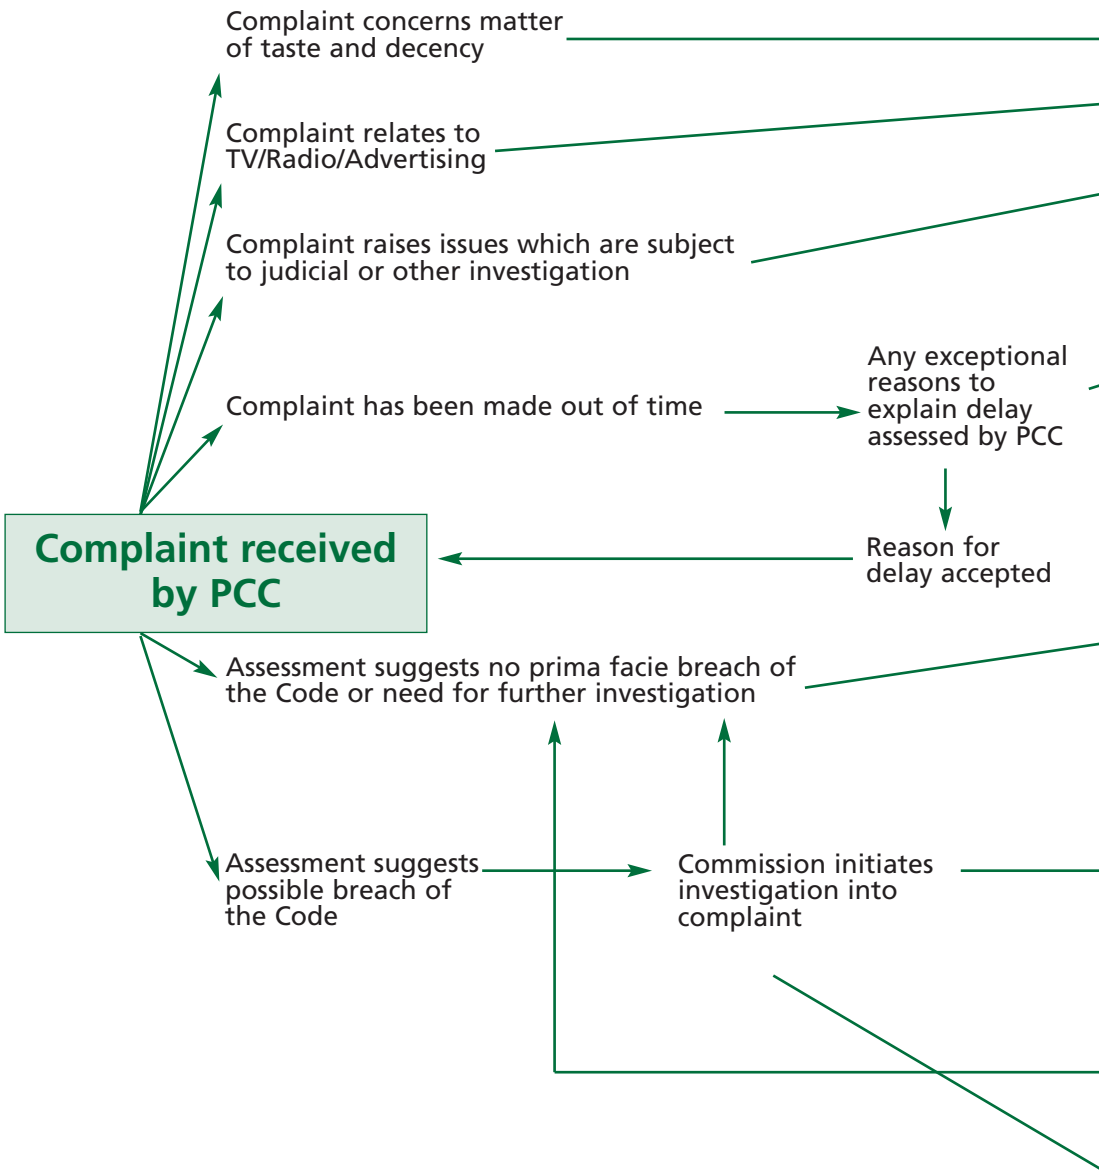 Complaint concerns matter
of taste and decency
Complaint relates to
TV/Radio/Advertising
Complaint raises issues which are subject
to judicial or other investigation
Complaint has been made out of time
Any exceptional
reasons to
explain delay
assessed by PCC
Complaint received
by PCC
Reason for
delay accepted
Assessment suggests no prima facie breach of
the Code or need for further investigation
Assessment suggests
possible breach of
the Code
Commission initiates
investigation into
complaint